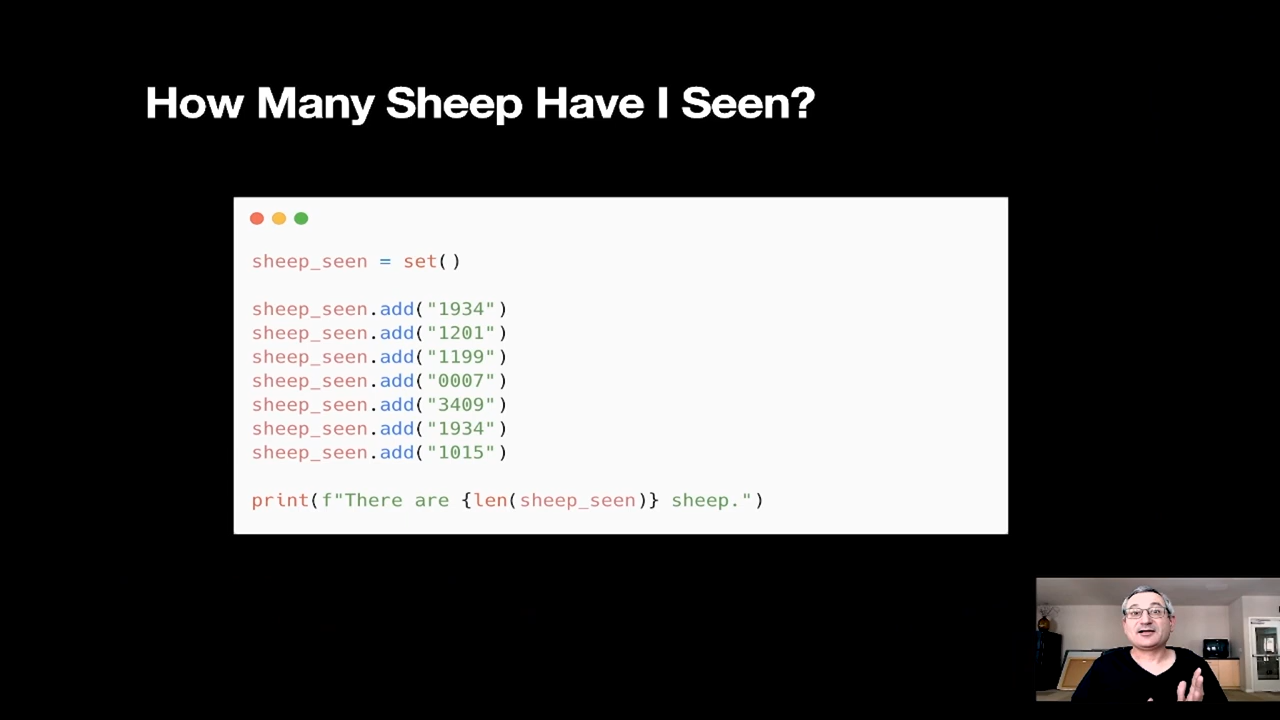 How Many Sheep Have I Seen?
sheep_seen = set()
sheep_seen.add("1934")
sheep_seen.add("1201")
sheep_seen.add("1199")
sheep_seen.add("0007")
sheep_seen.add("3409")
sheep_seen.add("1934")
sheep_seen.add("1015")
print(f"There are {len(sheep_seen)} sheep.")